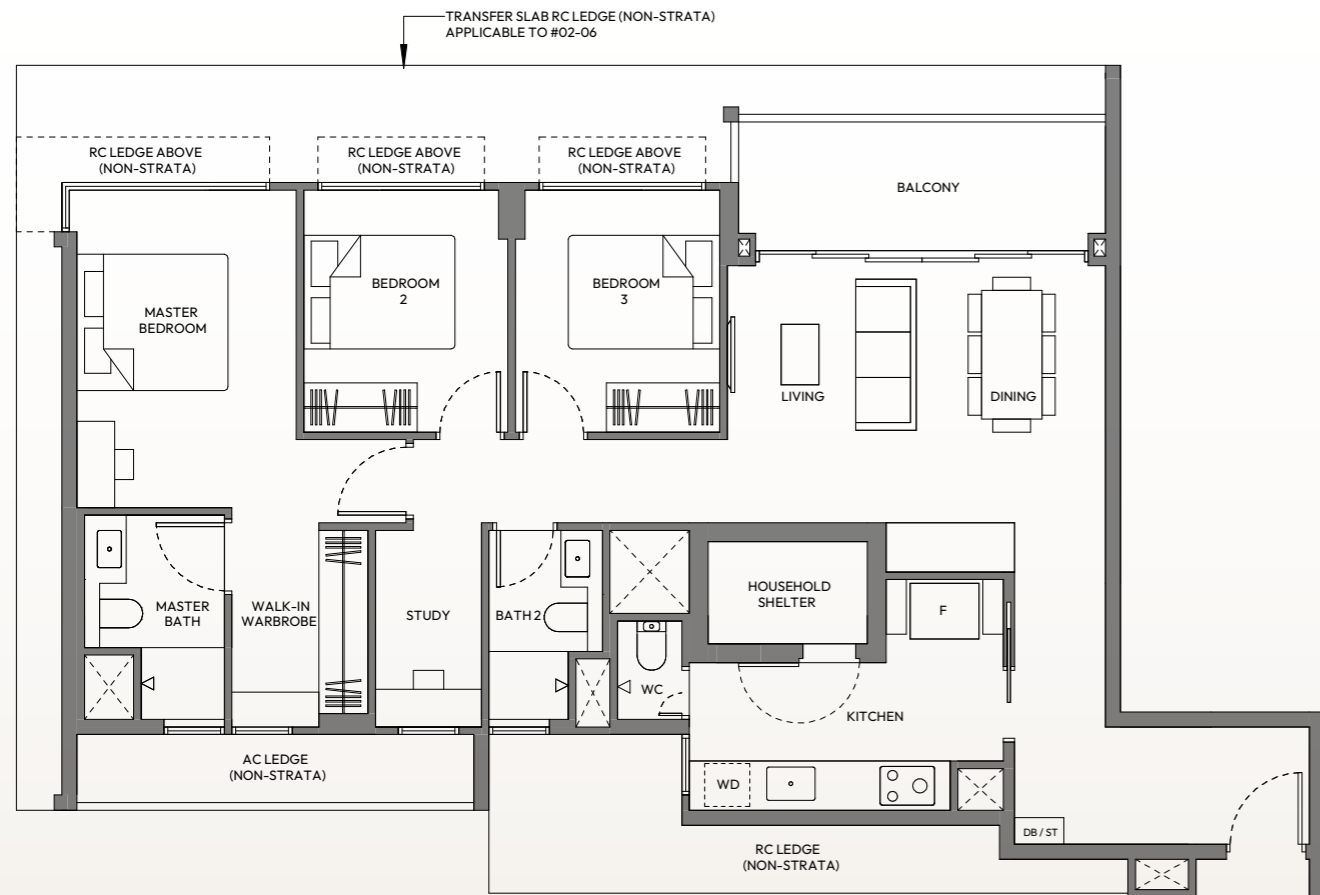 TRANSFER SLAB RC LEDGE (NON-STRATA)
APPLICABLE TO #02-06
RC LEDGE ABOVE
(NON-STRATA)
RC LEDGE ABOVE
(NON-STRATA)
RC LEDGE ABOVE
(NON-STRATA)
BALCONY
MASTER
BEDROOM
BEDROOM
2
BEDROOM
3
LIVING
DINING
MASTER
BATH
WALK-IN
WARBROBE
STUDY
BATH 2
HOUSEHOLD
SHELTER
F
WC
KITCHEN
AC LEDGE
(NON-STRATA)
WD
DB / ST
RC LEDGE
(NON-STRATA)